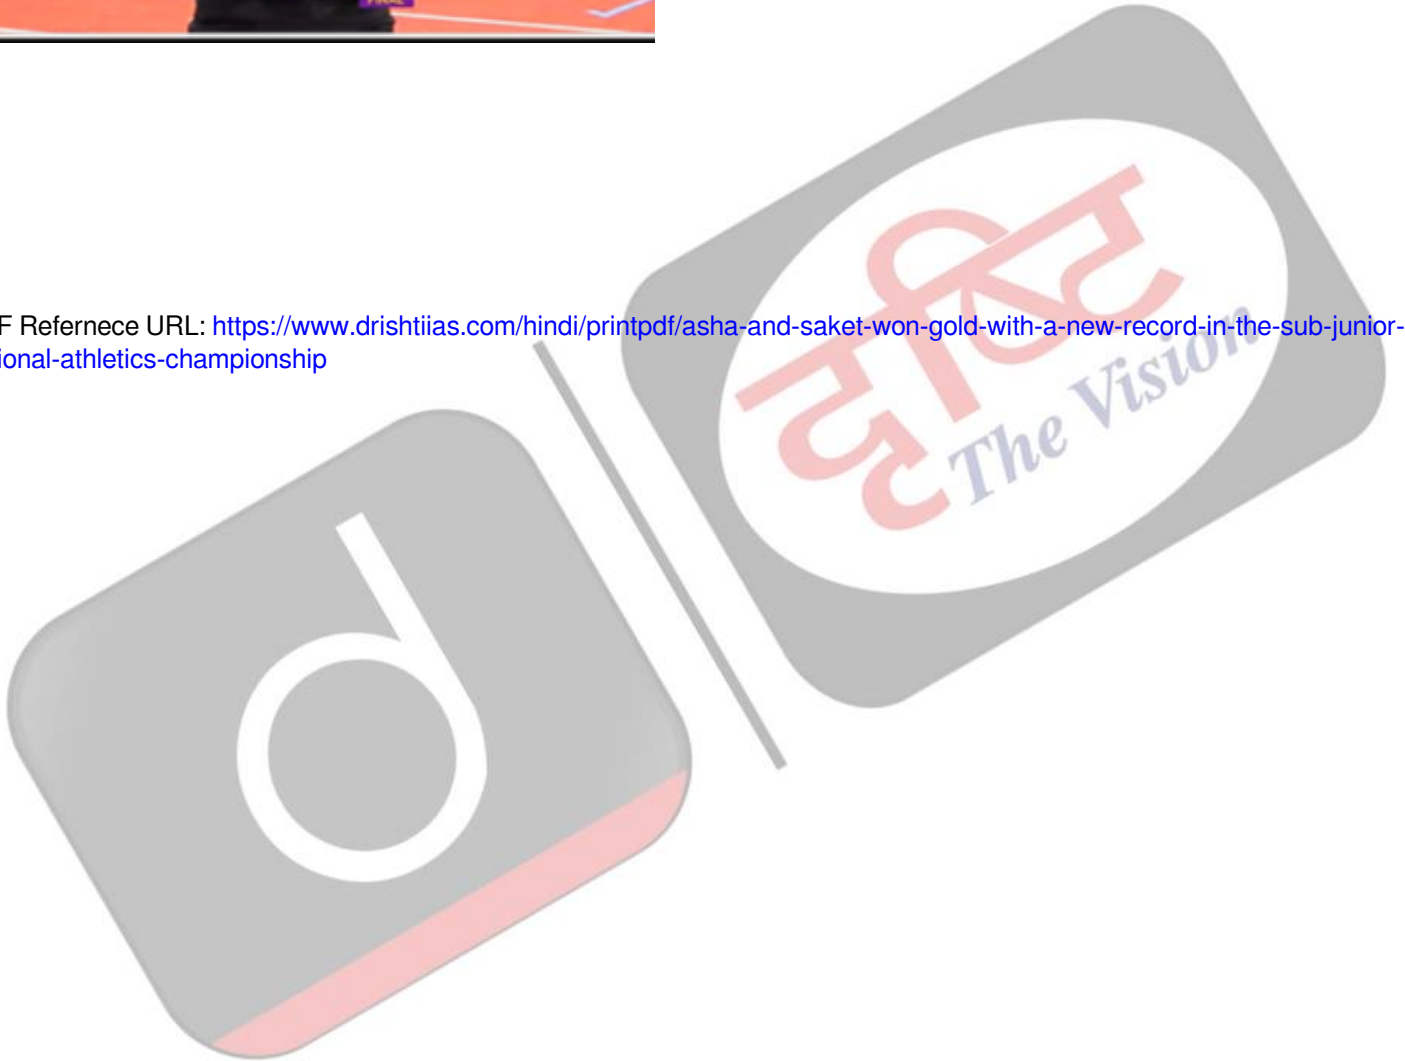 FINAL
F Refernece URL: https://www.drishtiias.com/hindi/printpdf/asha-and-saket-won-gold-with-a-new-record-in-the-sub-junior-
ional-athletics-championship
दृष्टि
The Vision
d